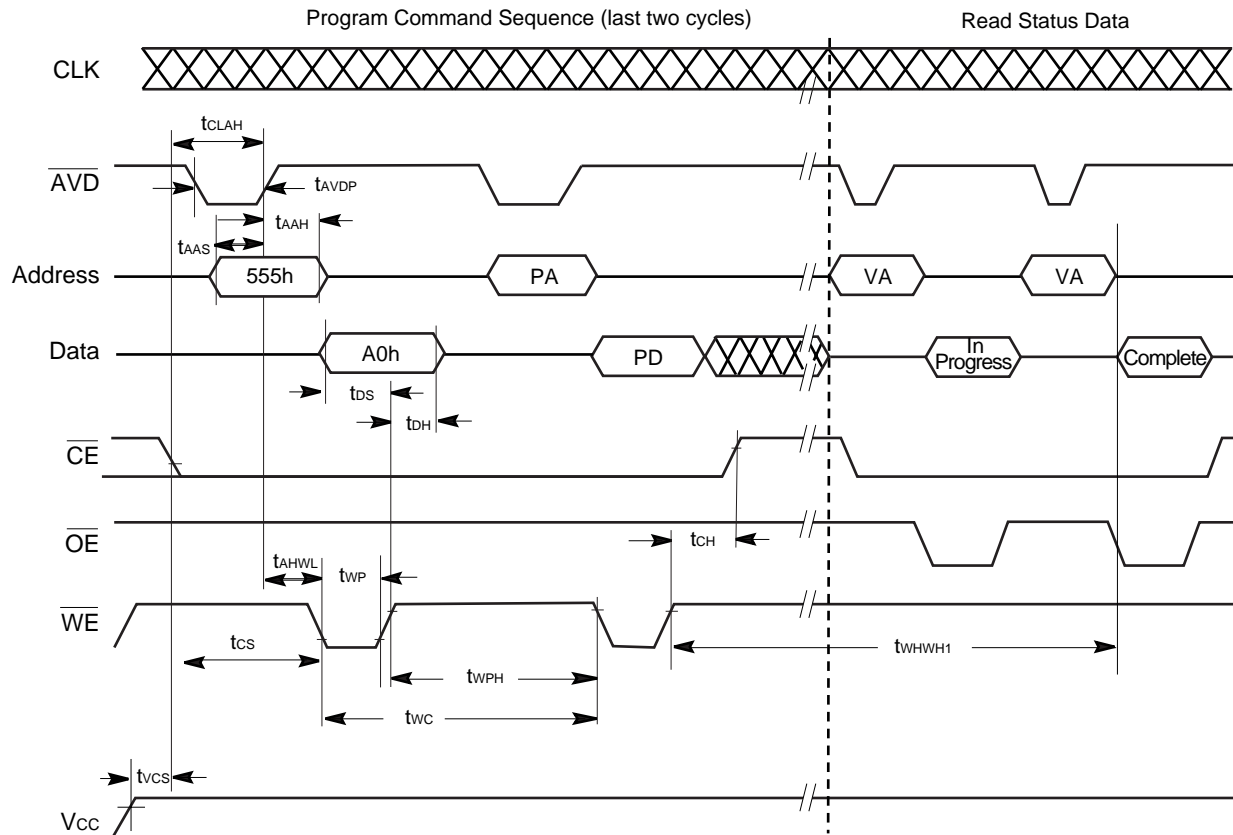 Program Command Sequence (last two cycles)
Read Status Data
CLK
tCLAH
AVD
tAVDP
tAAH
tAAS
Address
555h
PA
VA
VA
Data
A0h
PD
In
Progress
Complete
tDS
tDH
CE
OE
tCH
tAHWL
tWP
WE
tCS
tWHWH1
tWPH
tWC
tVCS
VCC